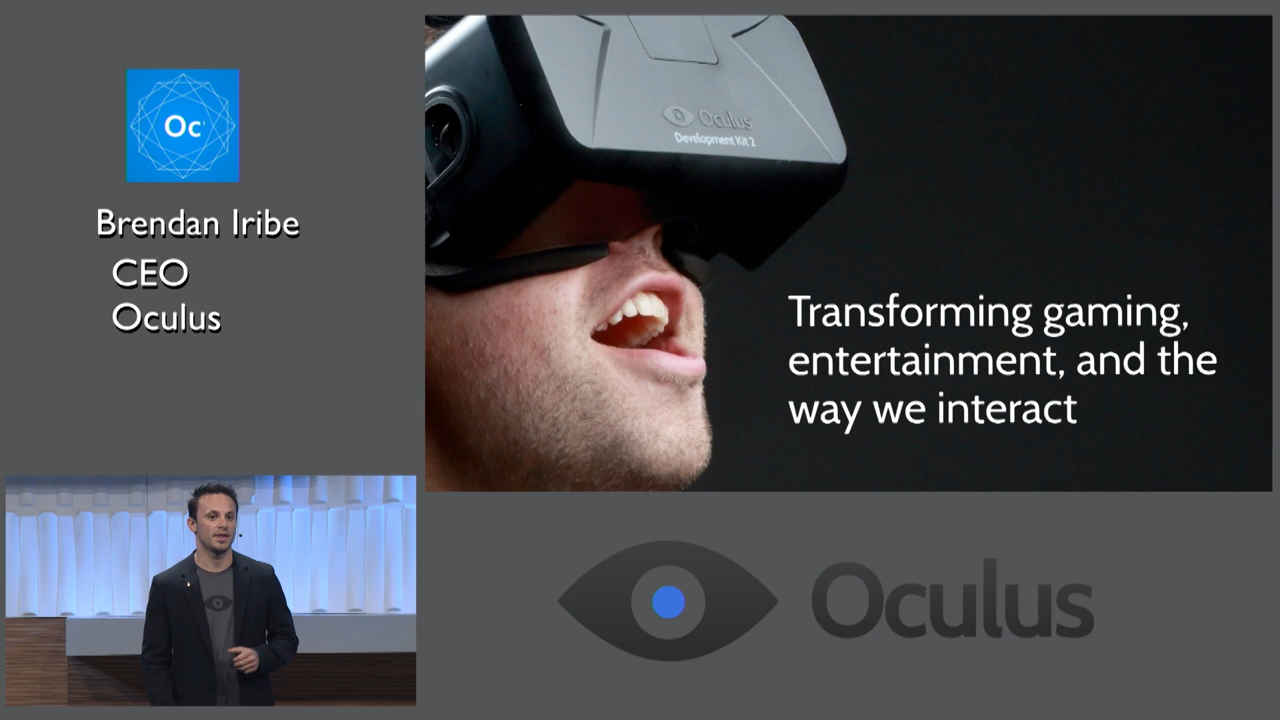 Oc
Brendan Iribe
CEO
Oculus
Oculus
Development Kit 2
Transforming gaming,
entertainment, and the
way we interact
Oculus